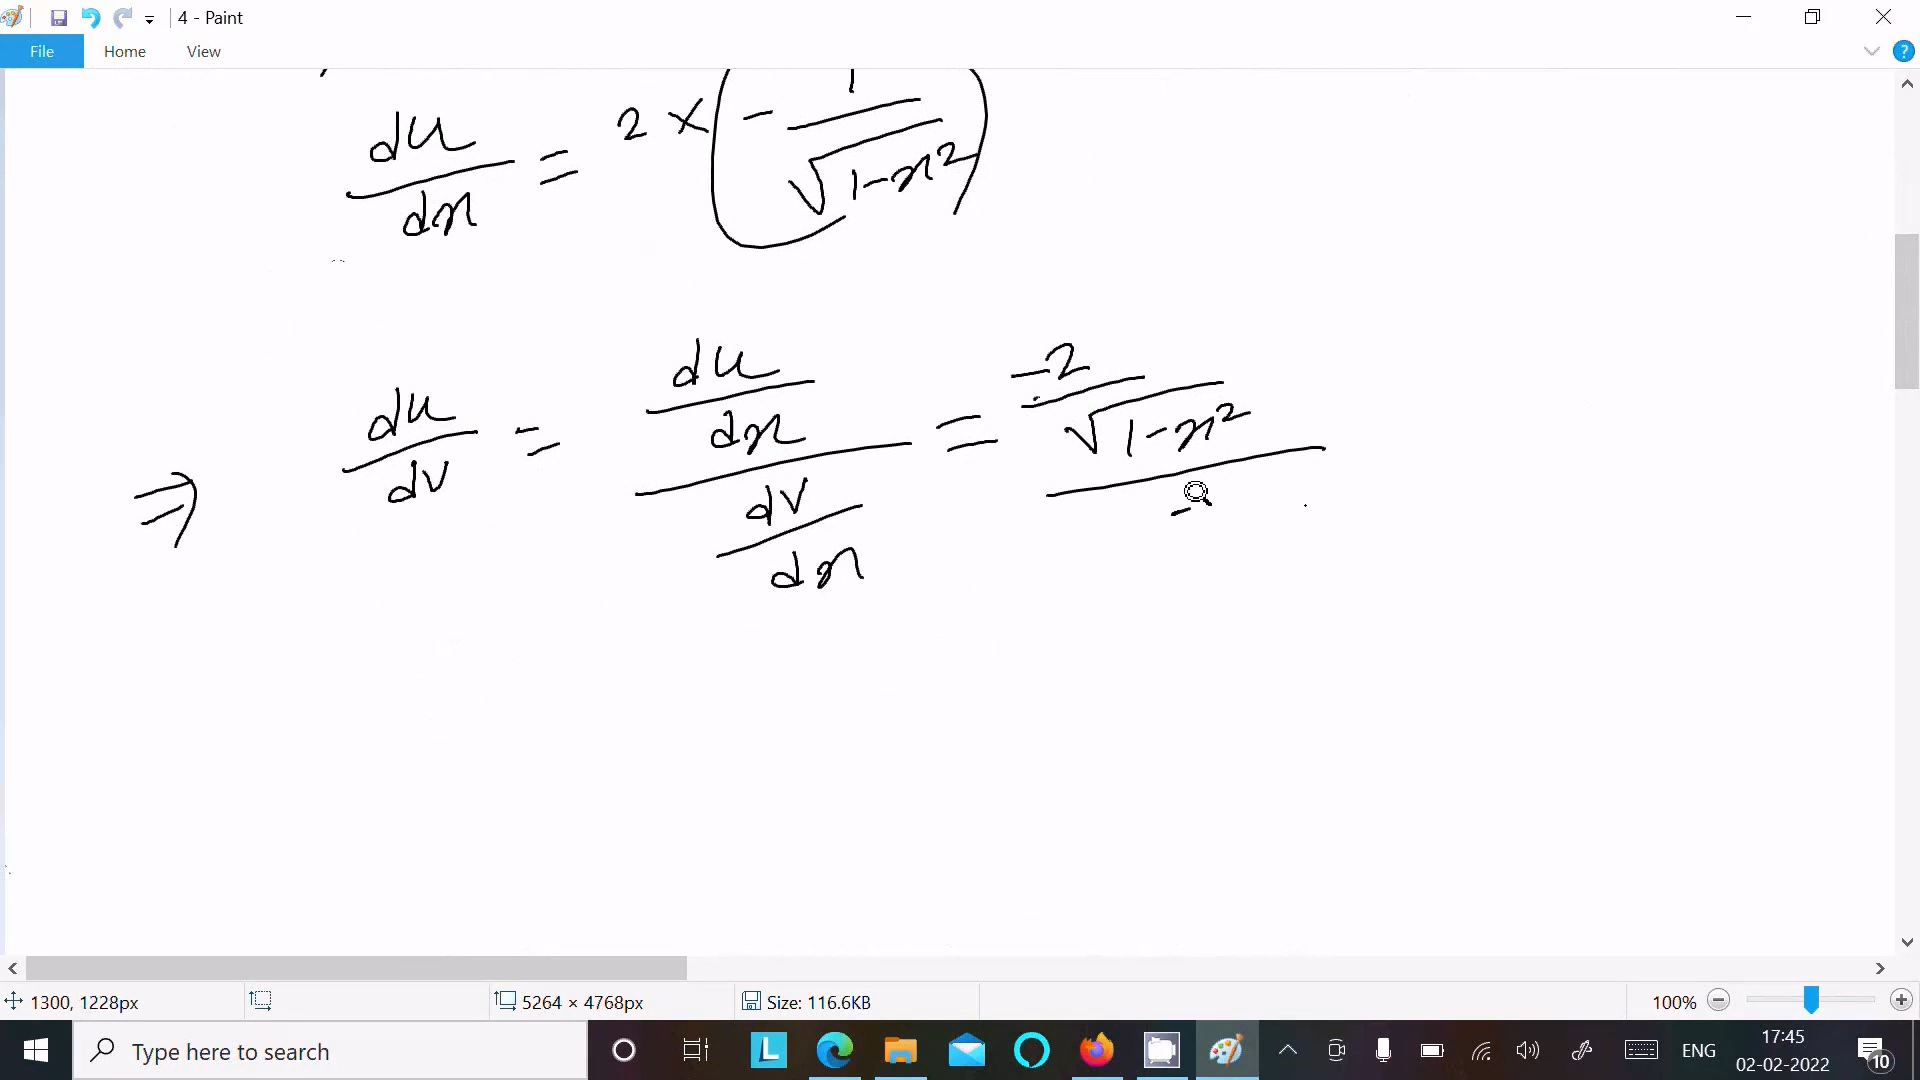 4 - Paint
File Home View
du/dx = 2 × (- 1/√1-x²)
⇒ du/dv = du/dx / dv/dx = -2/√1-x² / -
1300, 1228px 5264 × 4768px Size: 116.6KB 100%
Type here to search L ENG 17:45
02-02-2022 10